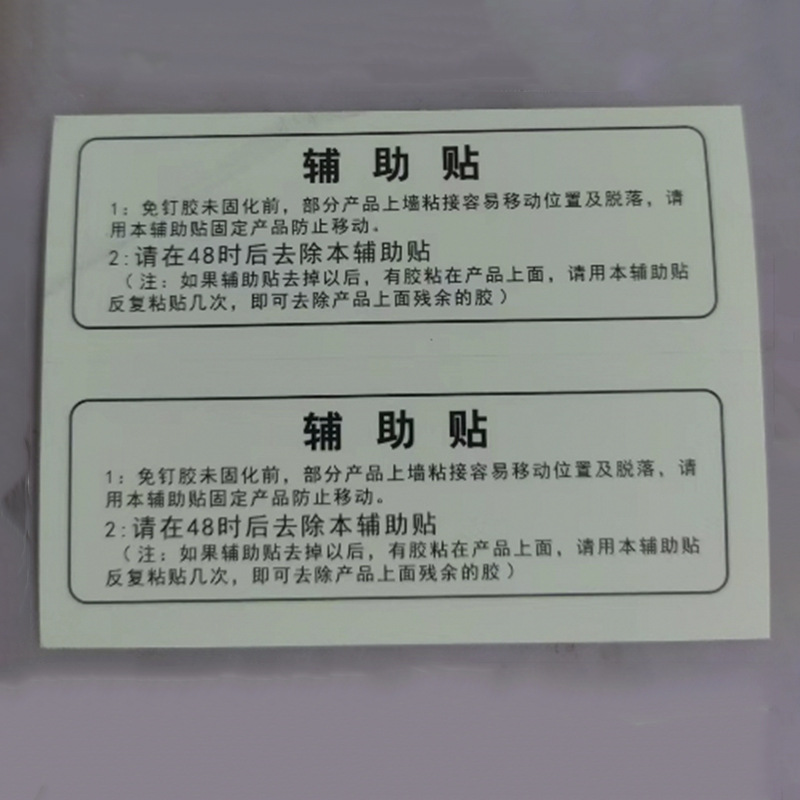 辅助贴
1：免钉胶未固化前，部分产品上墙粘接容易移动位置及脱落，请
用本辅助贴固定产品防止移动。
2:请在48时后去除本辅助贴
（注：如果辅助贴去掉以后，有胶粘在产品上面，请用本辅助贴
反复粘贴几次，即可去除产品上面残余的胶）
辅助贴
1：免钉胶未固化前，部分产品上墙粘接容易移动位置及脱落，请
用本辅助贴固定产品防止移动。
2:请在48时后去除本辅助贴
（注：如果辅助贴去掉以后，有胶粘在产品上面，请用本辅助贴
反复粘贴几次，即可去除产品上面残余的胶）